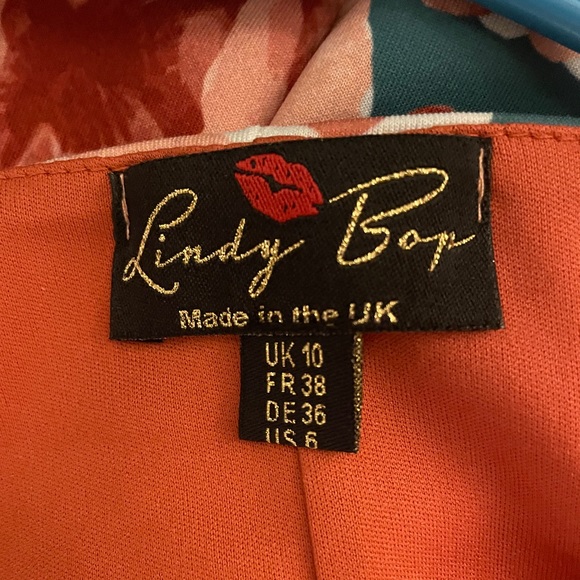 Lindy Bop
Made in the UK
UK 10
FR 38
DE 36
US 6